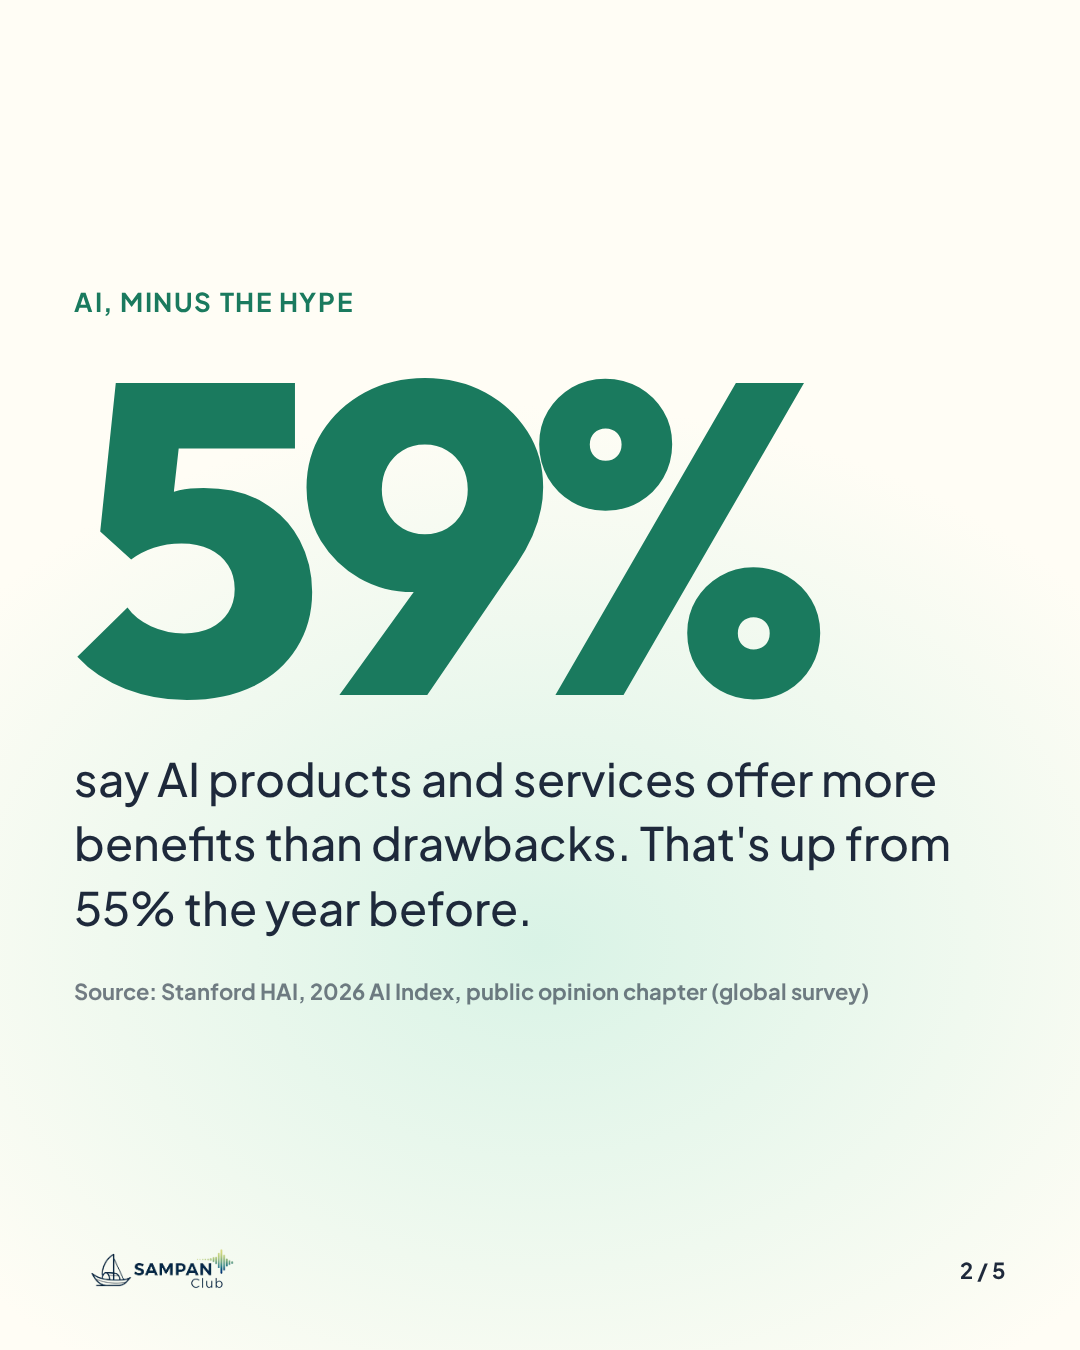 AI, MINUS THE HYPE
59%
say AI products and services offer more
benefits than drawbacks. That's up from
55% the year before.
Source: Stanford HAI, 2026 AI Index, public opinion chapter (global survey)
SAMPAN
Club
2 / 5